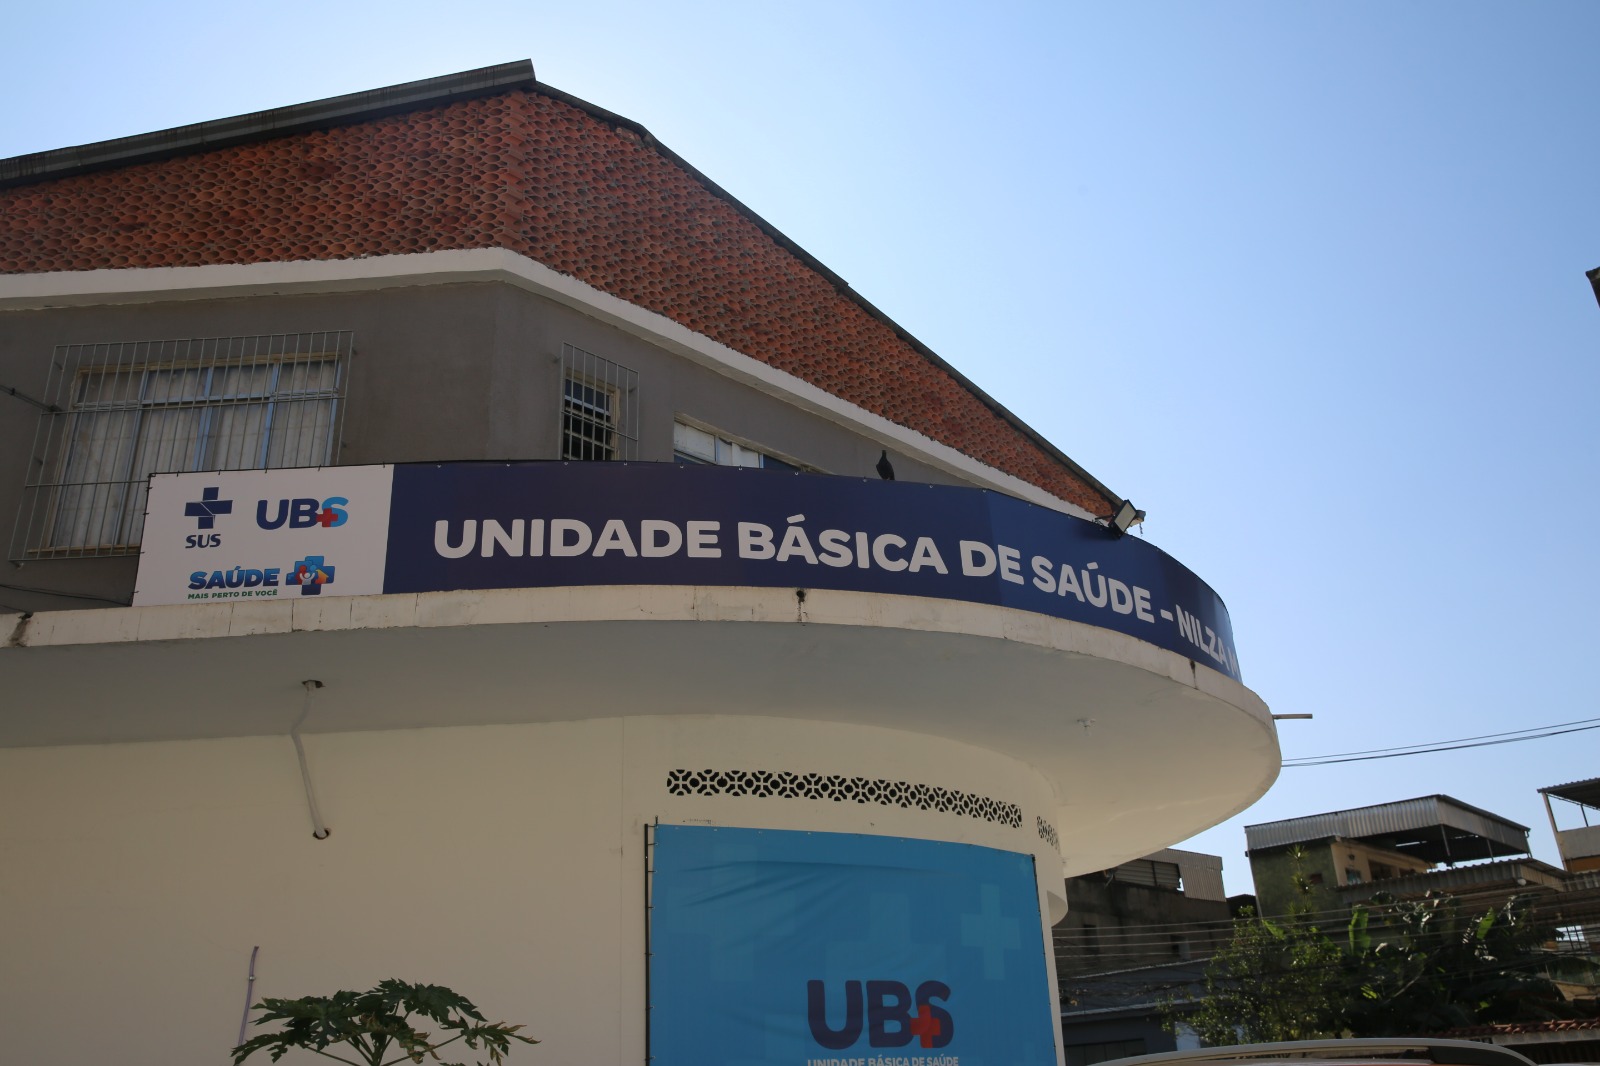 SUS
UBS
SAÚDE
MAIS PERTO DE VOCÊ
UNIDADE BÁSICA DE SAÚDE - NILZA
UBS
UNIDADE BÁSICA DE SAÚDE